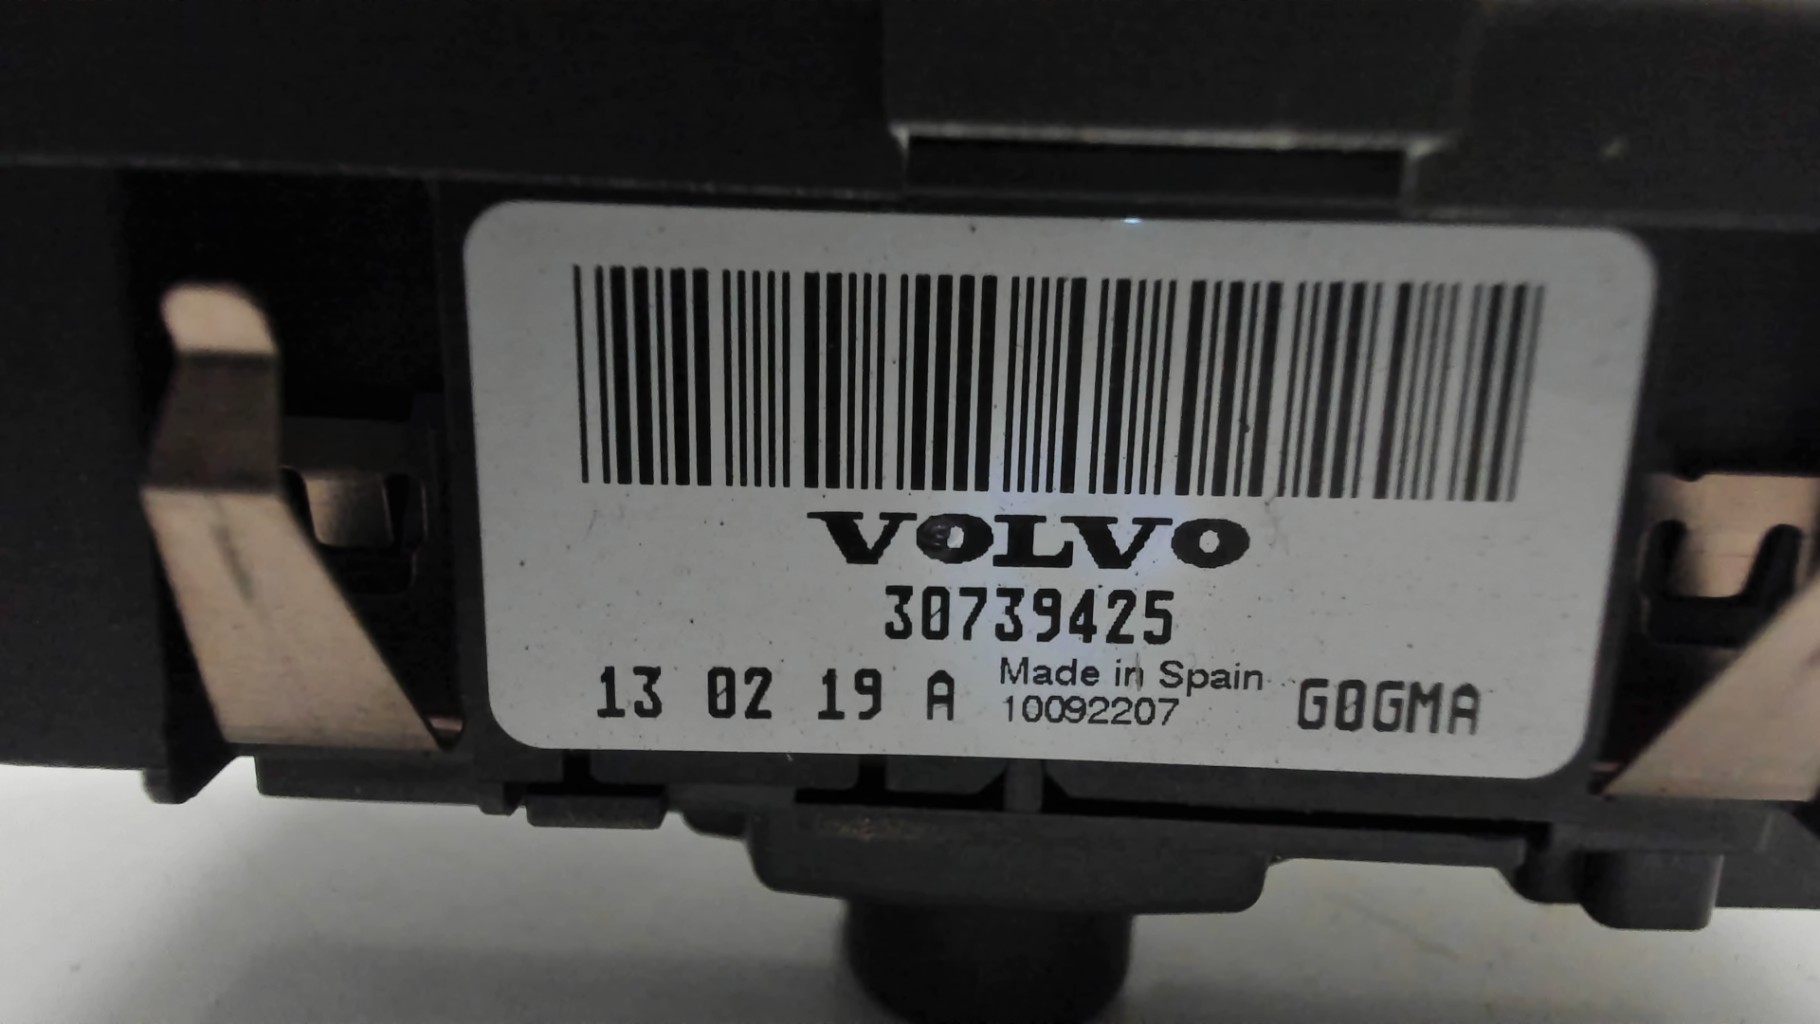 VOLVO
30739425
13 02 19 A Made in Spain G0GMA
10092207